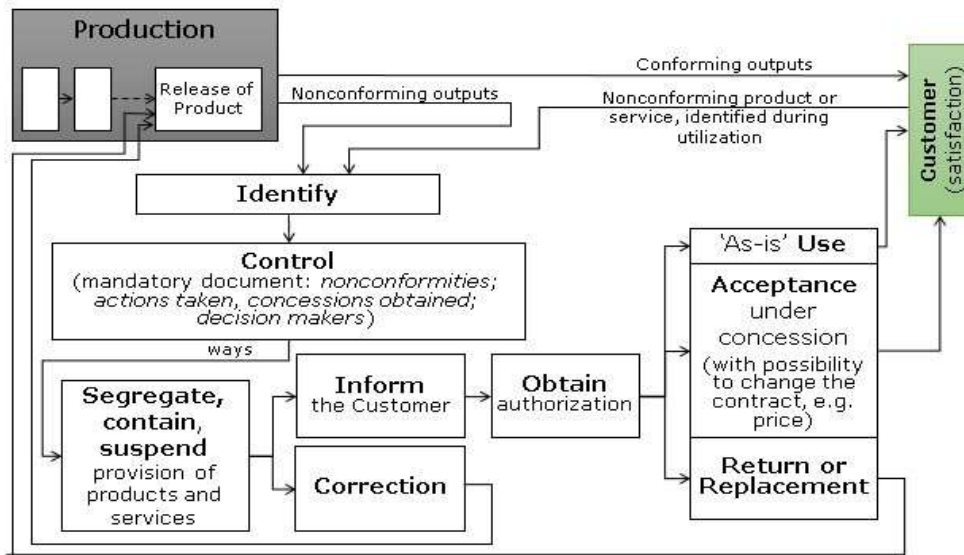 Production
Release of
Product
Conforming outputs
Nonconforming outputs
Nonconforming product or
service, identified during
utilization
Customer
(satisfaction)
Identify
Control
(mandatory document: nonconformities;
actions taken, concessions obtained;
decision makers)
ways
Segregate,
contain,
suspend
provision of
products and
services
Inform
the Customer
Correction
Obtain
authorization
'As-is' Use
Acceptance
under
concession
(with possibility
to change the
contract, e.g.
price)
Return or
Replacement